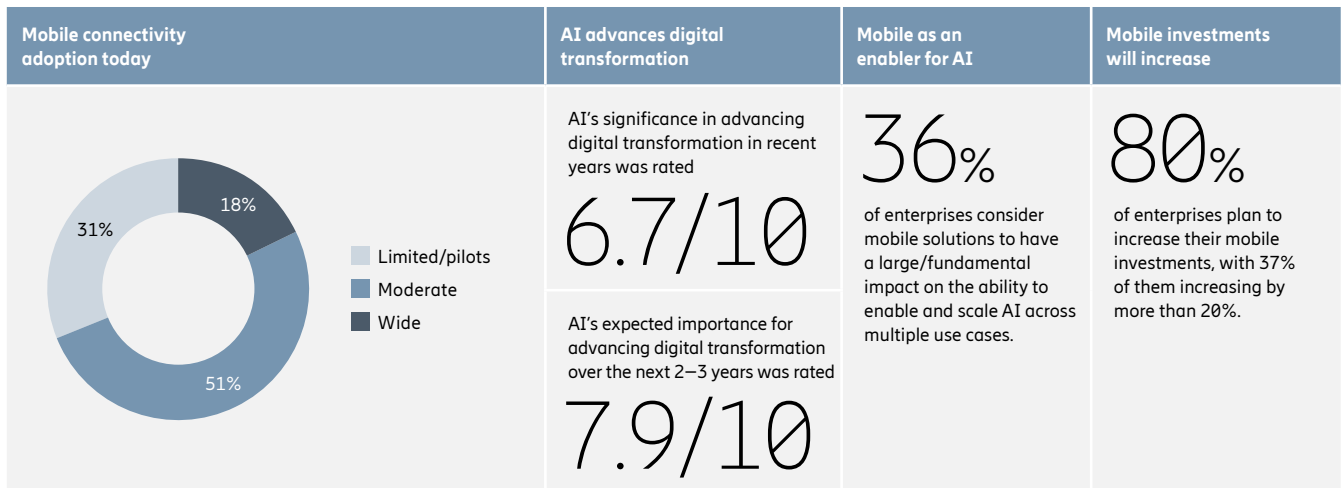 Mobile connectivity
adoption today
18%
31%
51%
Limited/pilots
Moderate
Wide
AI advances digital
transformation
AI's significance in advancing
digital transformation in recent
years was rated
6.7/10
AI's expected importance for
advancing digital transformation
over the next 2–3 years was rated
7.9/10
Mobile as an
enabler for AI
36%
of enterprises consider
mobile solutions to have
a large/fundamental
impact on the ability to
enable and scale AI across
multiple use cases.
Mobile investments
will increase
80%
of enterprises plan to
increase their mobile
investments, with 37%
of them increasing by
more than 20%.